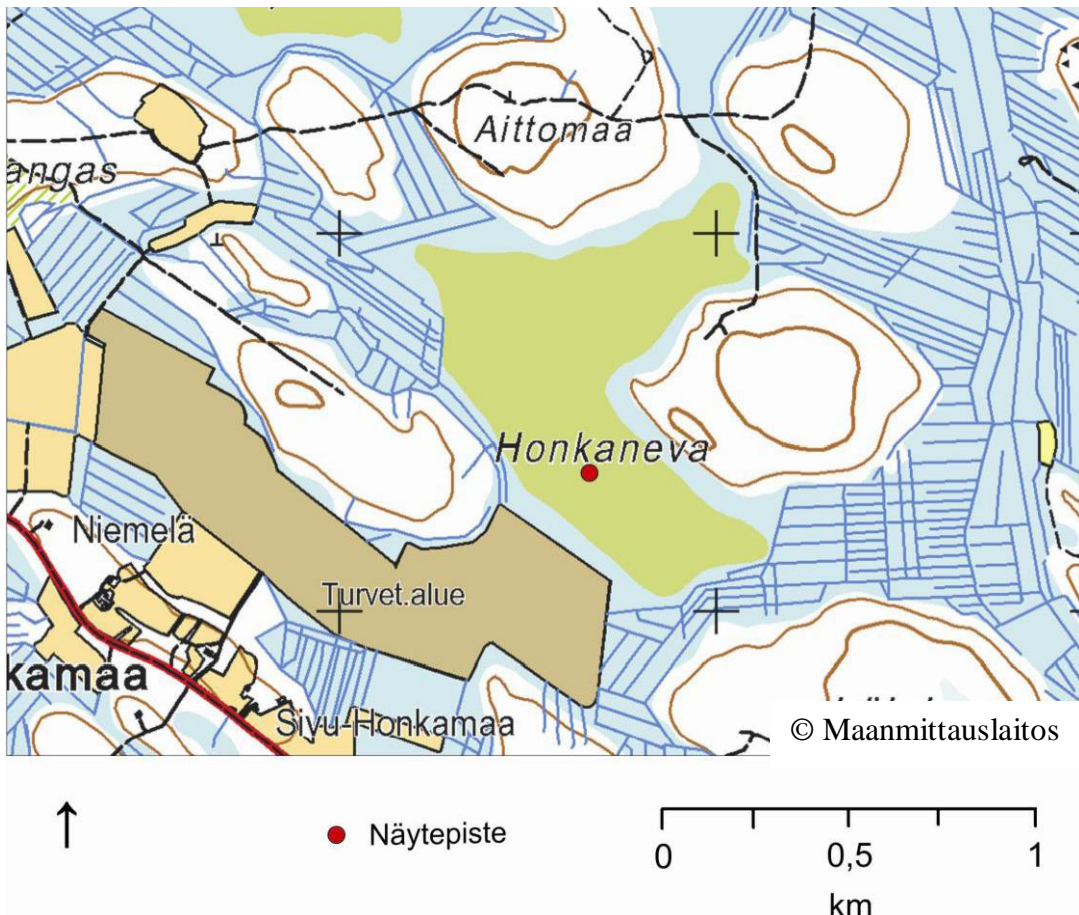 Aittomaa
angas
Honkaneva
Niemelä
Turvet.alue
kamaa
Sivu-Honkamaa
© Maanmittauslaitos
Näytepiste
0
0,5
1
km